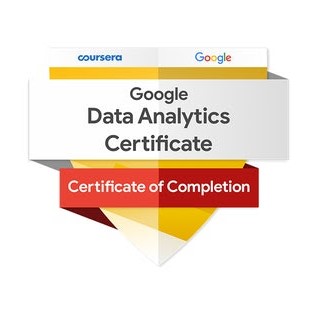 coursera Google
Google
Data Analytics
Certificate
Certificate of Completion